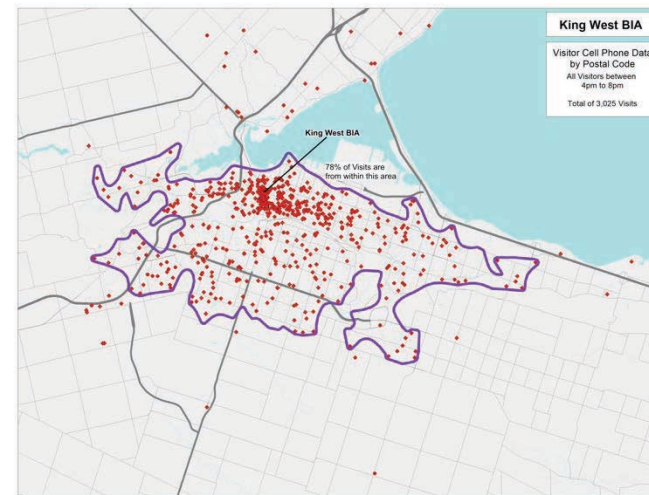 King West BIA
Visitor Cell Phone Data
by Postal Code
All Visitors between
4pm to 8pm
Total of 3,025 Visits
King West BIA
78% of Visits are
from within this area